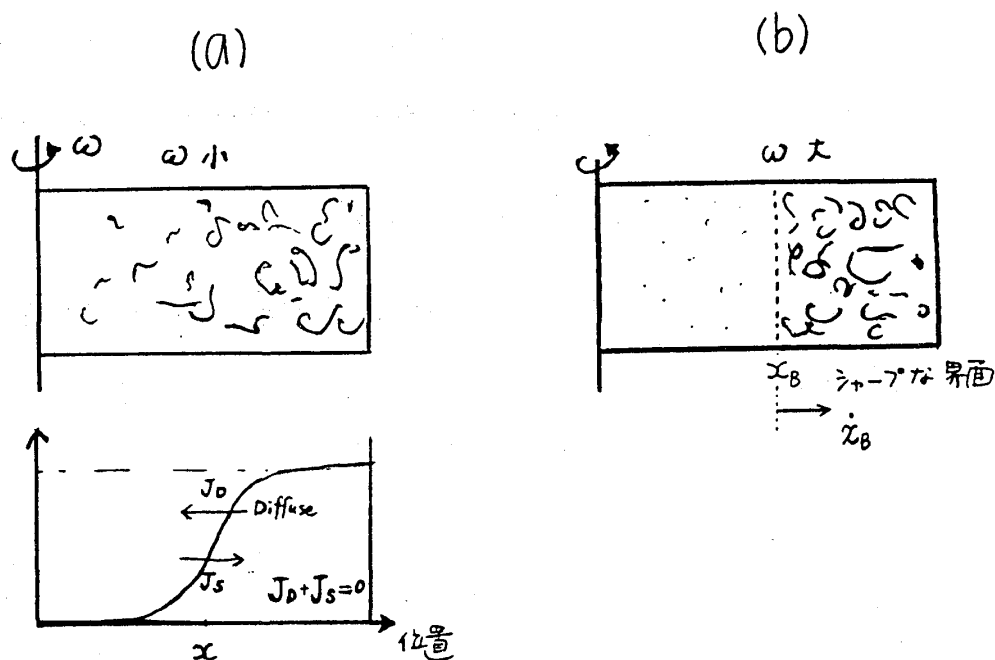 (a)
(b)
ω
ω 小
ω 大
x_B シャープな界面
ẋ_B
J_D
Diffuse
J_S
J_D+J_S=0
位置
x